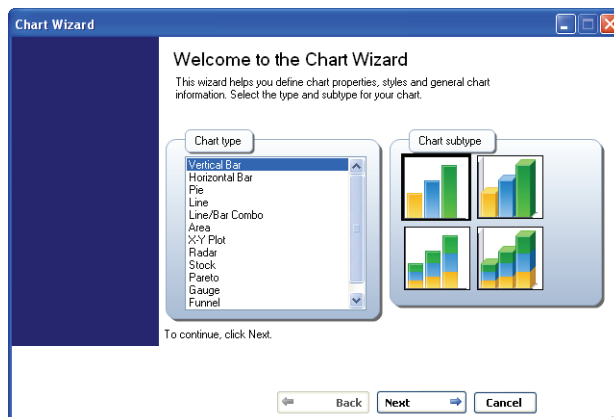 Chart Wizard
Welcome to the Chart Wizard
This wizard helps you define chart properties, styles and general chart
information. Select the type and subtype for your chart.
Chart type
Vertical Bar
Horizontal Bar
Pie
Line
Line/Bar Combo
Area
X-Y Plot
Radar
Stock
Pareto
Gauge
Funnel
Chart subtype
To continue, click Next.
Back
Next
Cancel